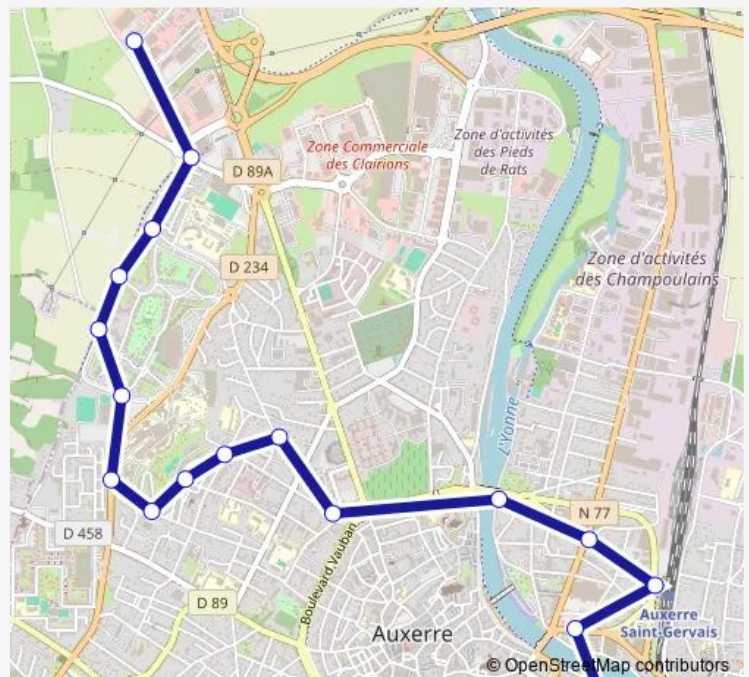 Zone Commerciale
des Clairions
Zone d'activités
des Pieds
de Rats
D 89A
D 234
Zone d'activités
des Champoulains
L'Yonne
N 77
D 458
Boulevard Vauban
D 89
Auxerre
Saint-Gervais
Auxerre
© OpenStreetMap contributors